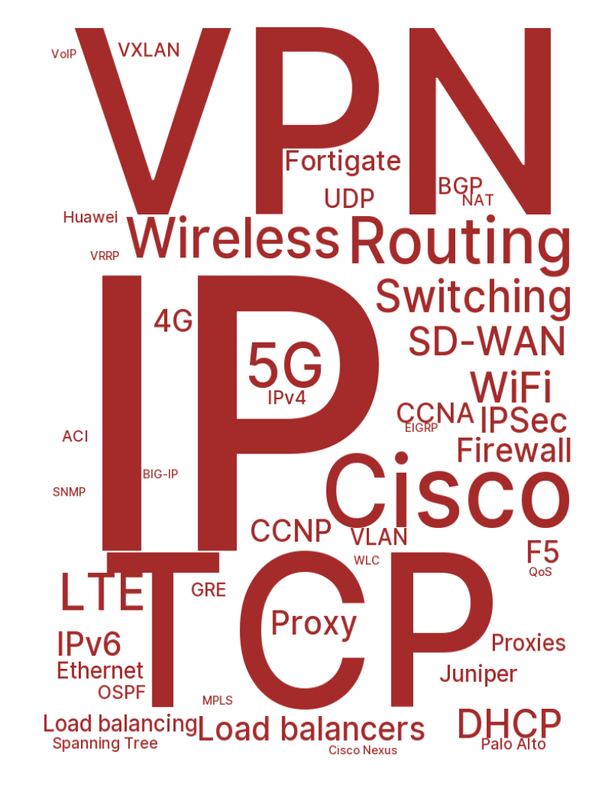 VPN
VoIP
VXLAN
Fortigate
UDP
BGP
NAT
Huawei
Wireless
Routing
VRRP
IP
Switching
4G
SD-WAN
5G
IPv4
WiFi
CCNA
IPSec
EIGRP
ACI
Firewall
BIG-IP
SNMP
Cisco
CCNP
VLAN
F5
WLC
QoS
TCP
LTE
GRE
Proxy
IPv6
Proxies
Ethernet
Juniper
OSPF
MPLS
Load balancing
Load balancers
DHCP
Spanning Tree
Cisco Nexus
Palo Alto